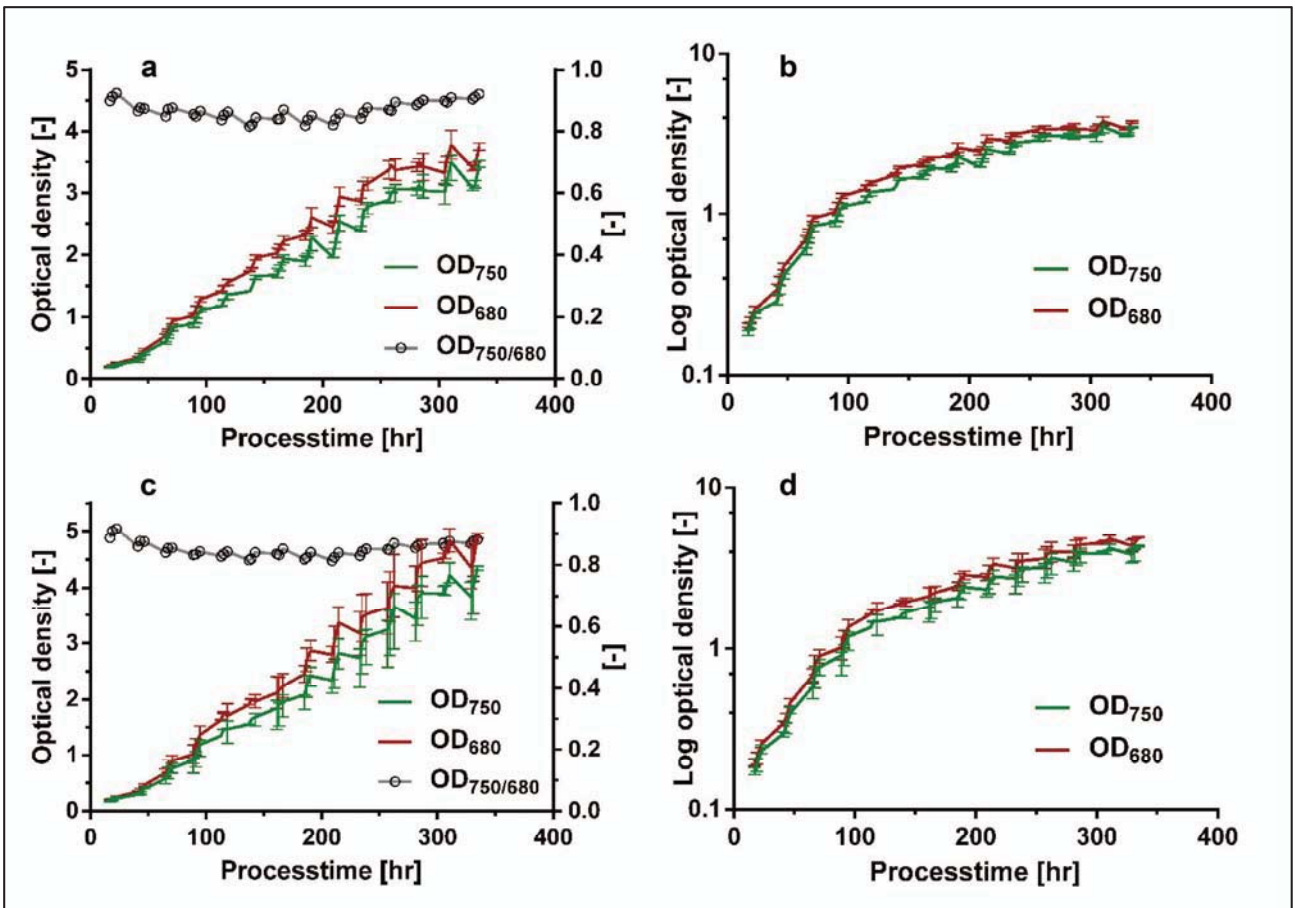 a
5
4
3
2
1
0
Optical density [-]
1.0
0.8
0.6
0.4
0.2
0.0
[-]
OD750
OD680
OD750/680
0 100 200 300 400
Processtime [hr]
b
10
1
0.1
Log optical density [-]
OD750
OD680
0 100 200 300 400
Processtime [hr]
c
5
4
3
2
1
0
Optical density [-]
1.0
0.8
0.6
0.4
0.2
0.0
[-]
OD750
OD680
OD750/680
0 100 200 300 400
Processtime [hr]
d
10
1
0.1
Log optical density [-]
OD750
OD680
0 100 200 300 400
Processtime [hr]